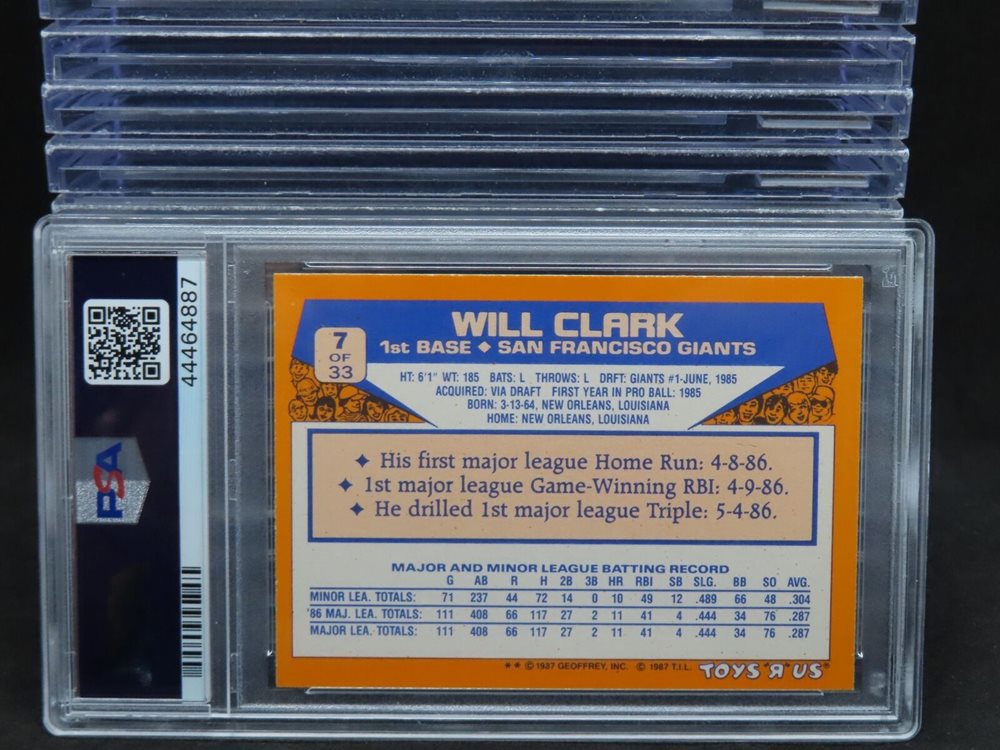 44464887
PSA
7
OF
33
WILL CLARK
1st BASE ◆ SAN FRANCISCO GIANTS
HT: 6'1" WT: 185 BATS: L THROWS: L DRFT: GIANTS #1-JUNE, 1985
ACQUIRED: VIA DRAFT FIRST YEAR IN PRO BALL: 1985
BORN: 3-13-64, NEW ORLEANS, LOUISIANA
HOME: NEW ORLEANS, LOUISIANA
✦ His first major league Home Run: 4-8-86.
✦ 1st major league Game-Winning RBI: 4-9-86.
✦ He drilled 1st major league Triple: 5-4-86.
MAJOR AND MINOR LEAGUE BATTING RECORD
G AB R H 2B 3B HR RBI SB SLG. BB SO AVG.
MINOR LEA. TOTALS: 71 237 44 72 14 0 10 49 12 .489 66 48 .304
'86 MAJ. LEA. TOTALS: 111 408 66 117 27 2 11 41 4 .444 34 76 .287
MAJOR LEA. TOTALS: 111 408 66 117 27 2 11 41 4 .444 34 76 .287
** © 1987 GEOFFREY, INC. © 1987 T.I.L. TOYS "R" US®